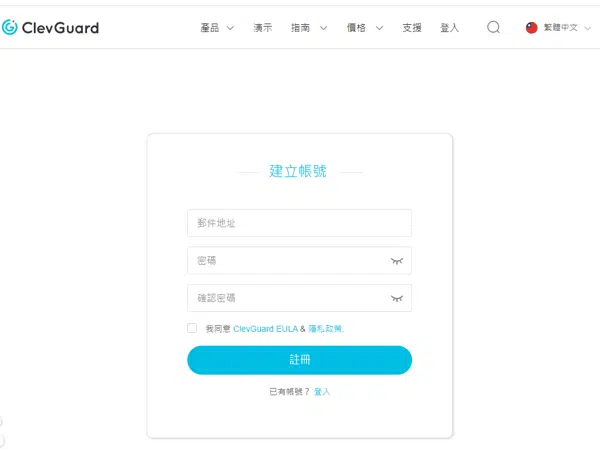 ClevGuard 產品 演示 指南 價格 支援 登入 繁體中文
建立帳號
郵件地址
密碼
確認密碼
我同意 ClevGuard EULA & 隱私政策.
註冊
已有帳號？ 登入